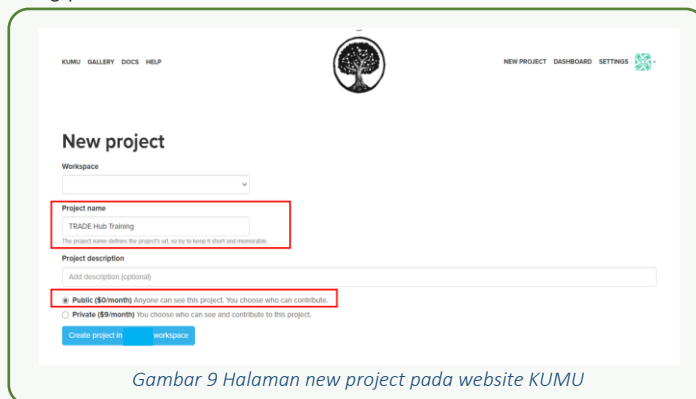 KUMU GALLERY DOCS HELP
NEW PROJECT DASHBOARD SETTINGS
New project
Workspace
Project name
TRADE Hub Training
The project name defines the project's url, so try to keep it short and memorable.
Project description
Add description (optional)
Public ($0/month) Anyone can see this project. You choose who can contribute.
Private ($9/month) You choose who can see and contribute to this project.
Create project in workspace
Gambar 9 Halaman new project pada website KUMU